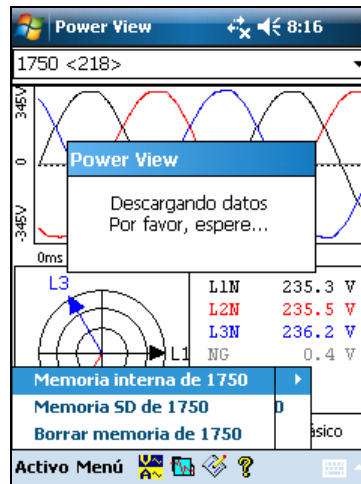 Power View 8:16
1750 <218>
345V
0
-345V
Power View
Descargando datos
Por favor, espere...
0ms
L3
L1
L1N 235.3 V
L2N 235.5 V
L3N 236.2 V
NG 0.4 V
Memoria interna de 1750
Memoria SD de 1750
Borrar memoria de 1750
0
ásico
Activo Menú